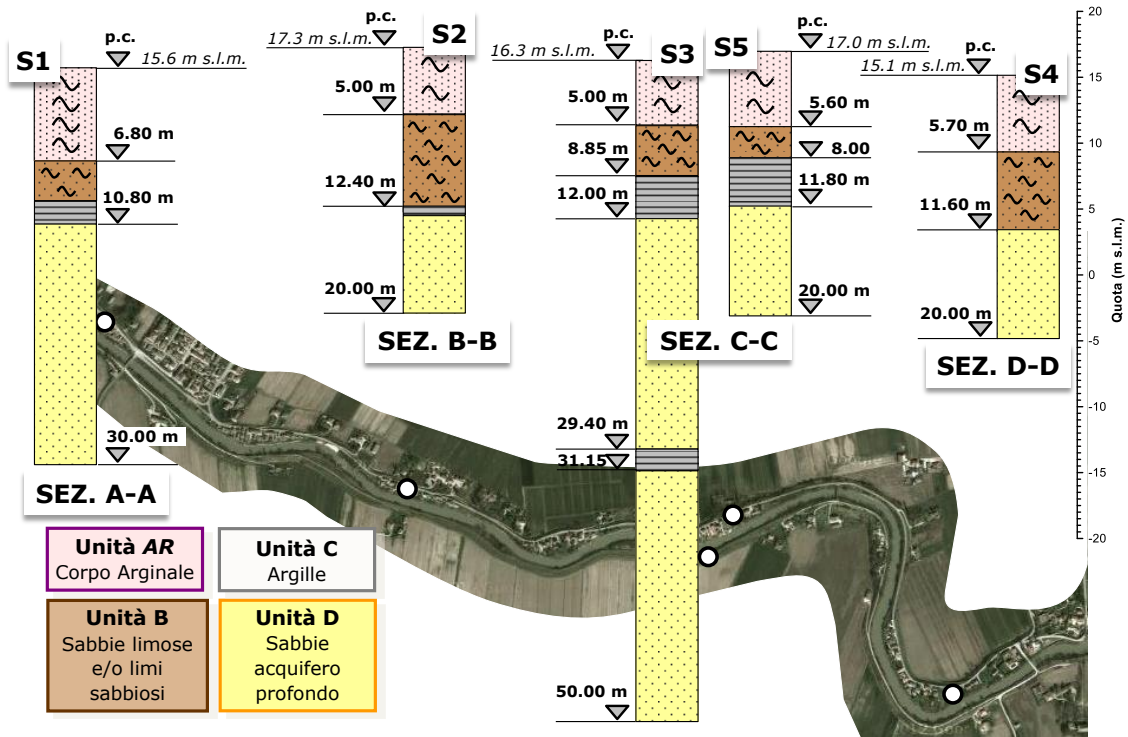 S1
p.c.
15.6 m s.l.m.
6.80 m
10.80 m
30.00 m
SEZ. A-A
17.3 m s.l.m.
p.c.
S2
5.00 m
12.40 m
20.00 m
SEZ. B-B
16.3 m s.l.m.
p.c.
S3
5.00 m
8.85 m
12.00 m
29.40 m
31.15
50.00 m
S5
p.c.
17.0 m s.l.m.
5.60 m
8.00
11.80 m
20.00 m
SEZ. C-C
15.1 m s.l.m.
p.c.
S4
5.70 m
11.60 m
20.00 m
SEZ. D-D
20
15
10
5
0
-5
-10
-15
-20
Quota (m s.l.m.)
Unità AR
Corpo Arginale
Unità C
Argille
Unità B
Sabbie limose
e/o limi
sabbiosi
Unità D
Sabbie
acquifero
profondo